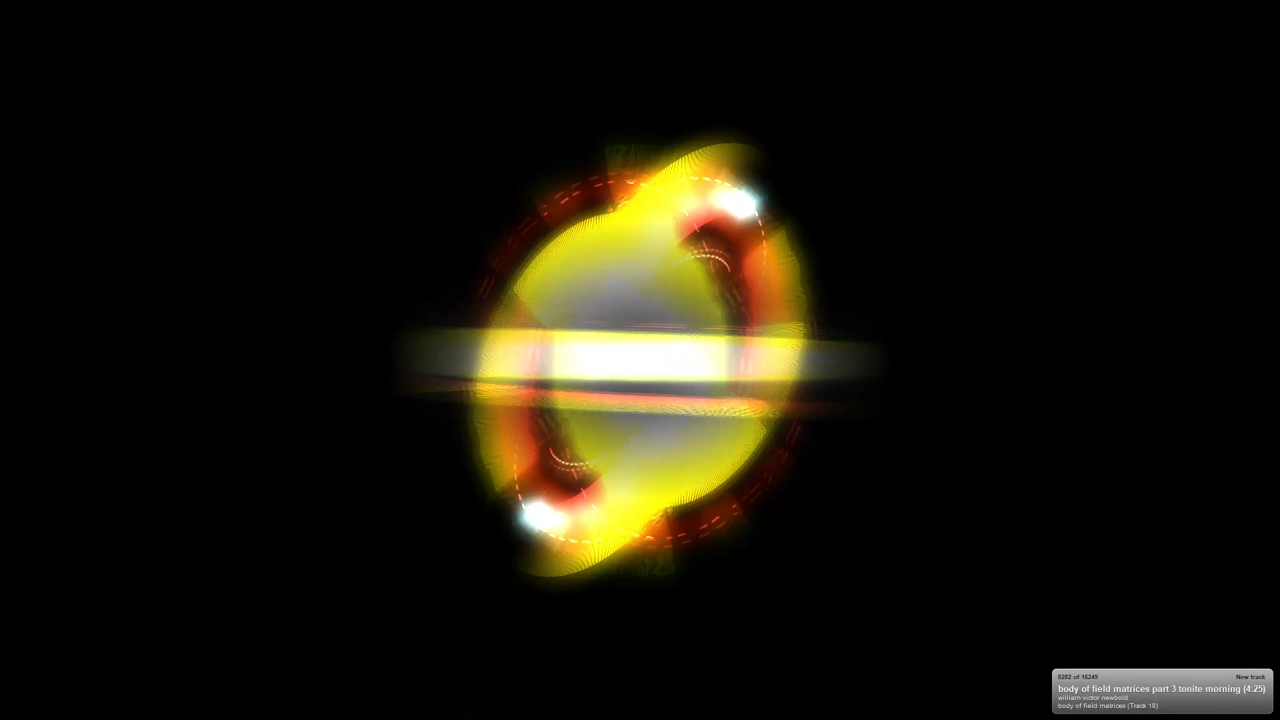 8282 of 16249 New track
body of field matrices part 3 tonite morning (4:25)
william victor newbold
body of field matrices (Track 18)